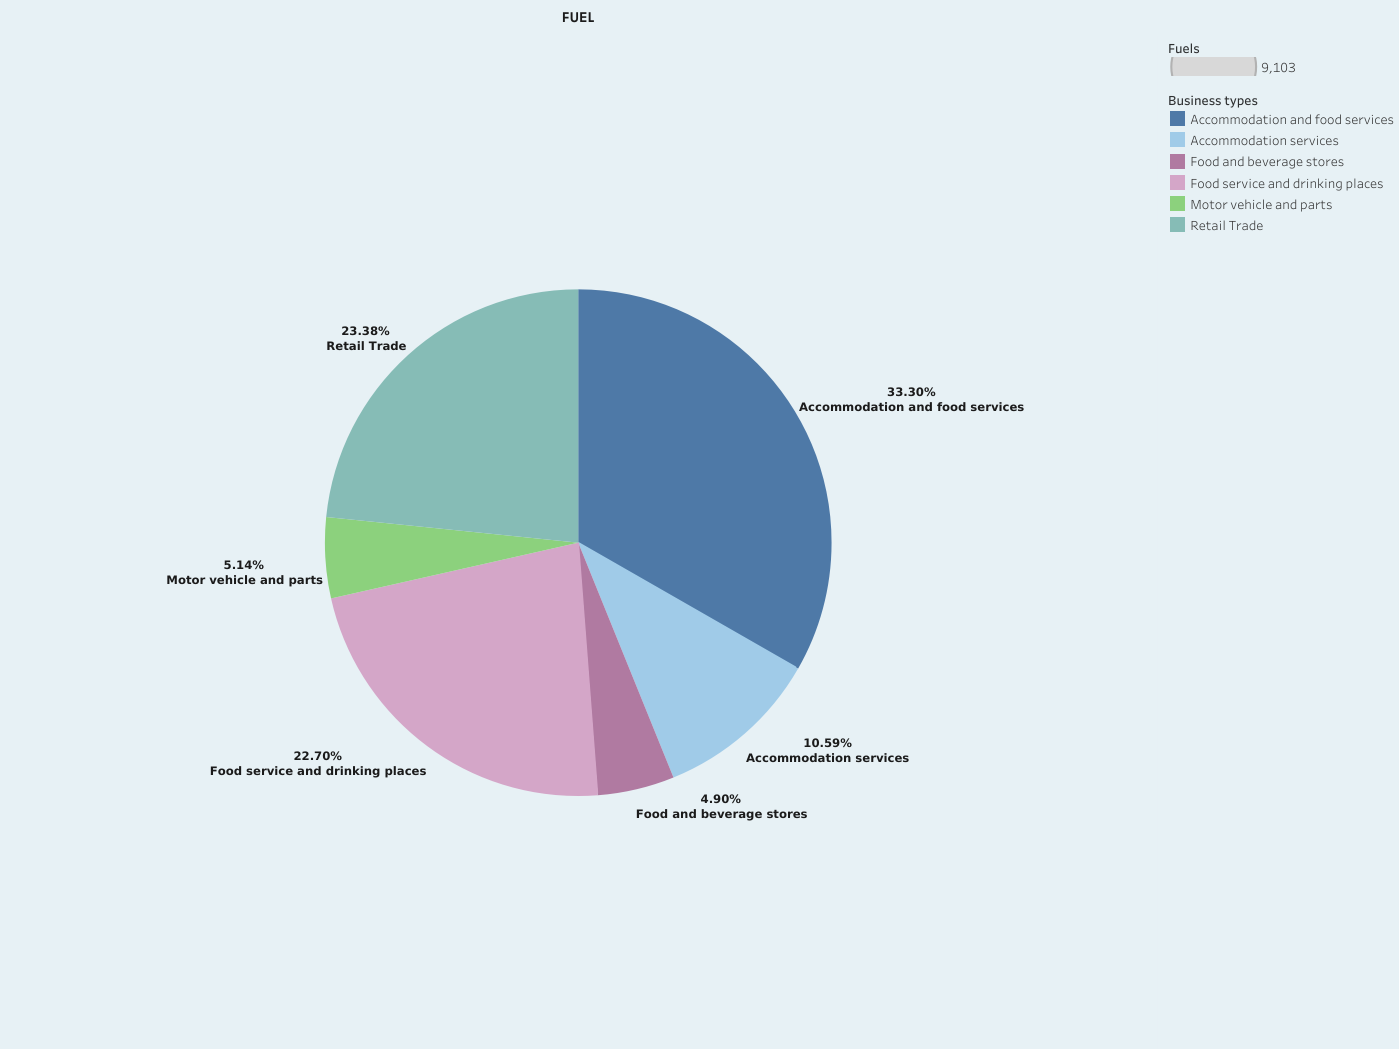 FUEL
Fuels
9,103
Business types
Accommodation and food services
Accommodation services
Food and beverage stores
Food service and drinking places
Motor vehicle and parts
Retail Trade
23.38%
Retail Trade
33.30%
Accommodation and food services
5.14%
Motor vehicle and parts
10.59%
Accommodation services
22.70%
Food service and drinking places
4.90%
Food and beverage stores